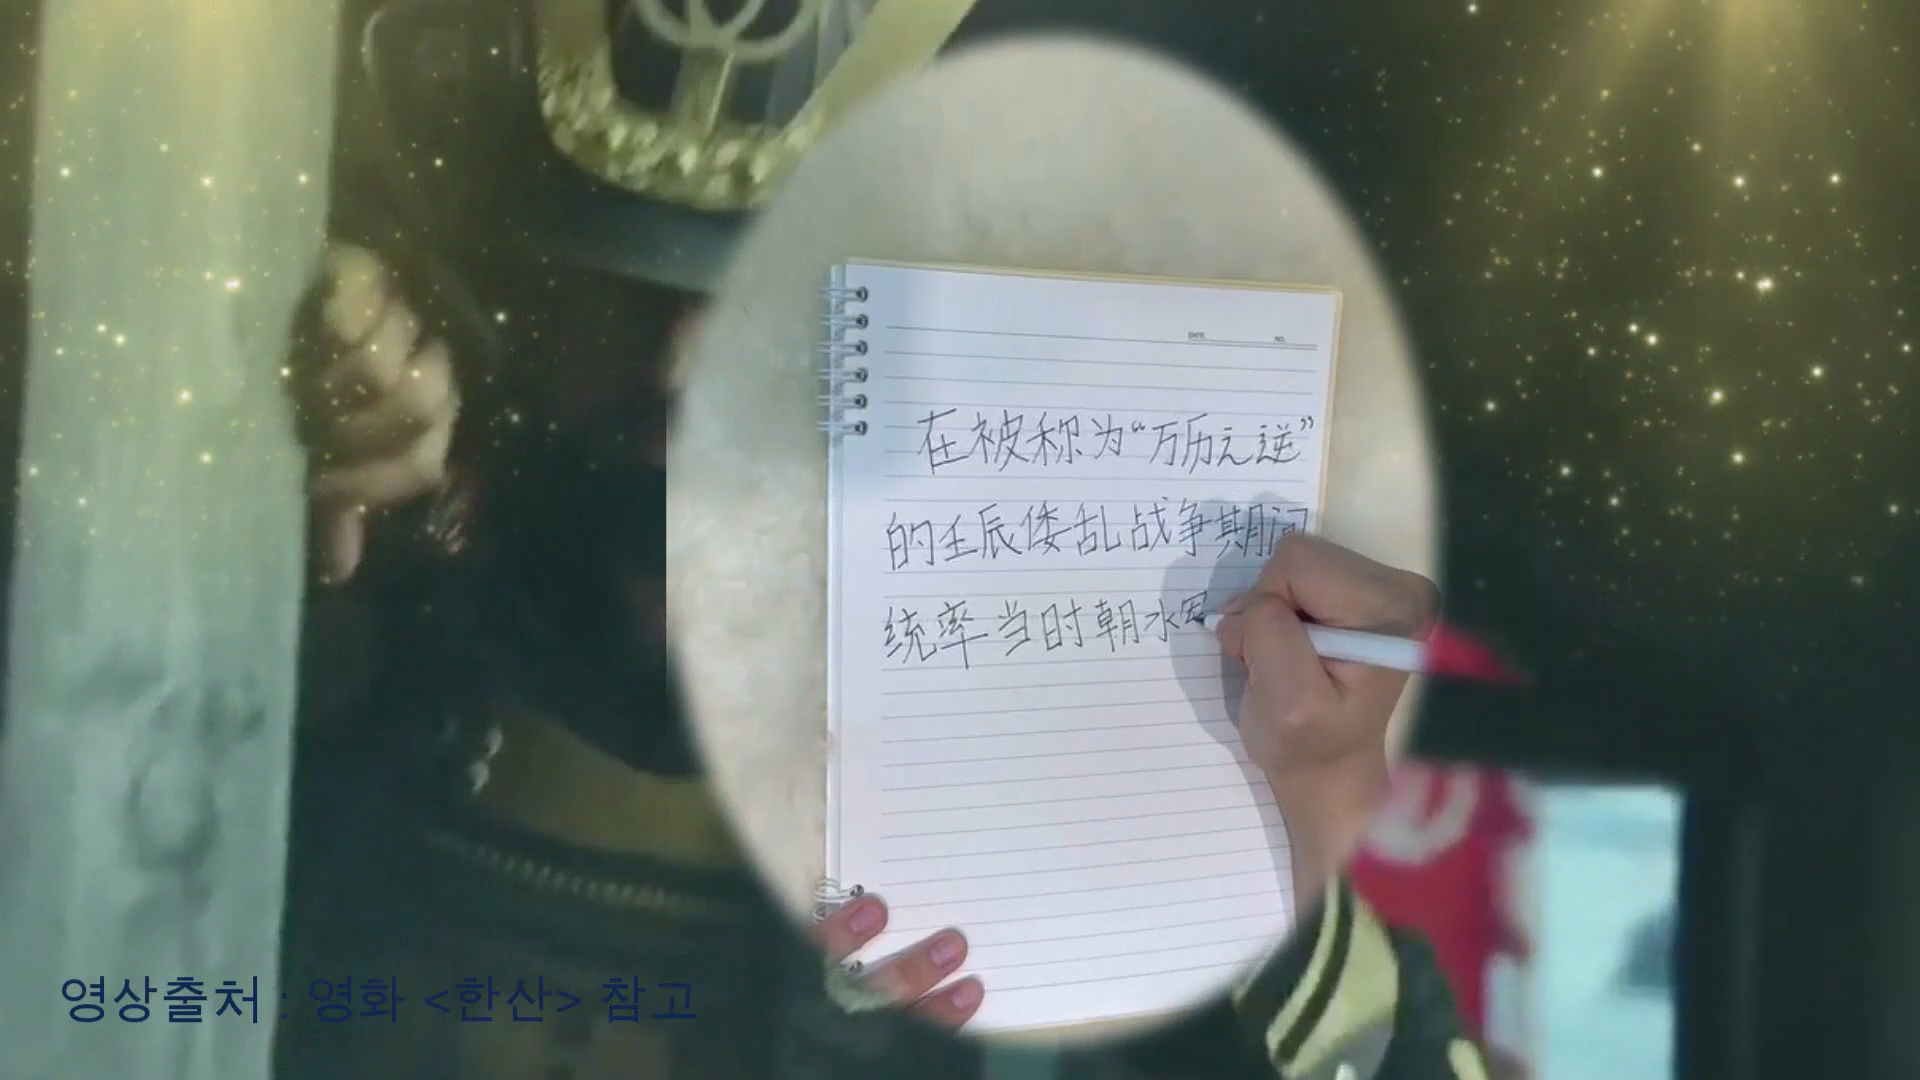 DATE. NO.
在被称为“万历之逆”
的壬辰倭乱战争期间
统率当时朝水军
영상출처 : 영화 <한산> 참고